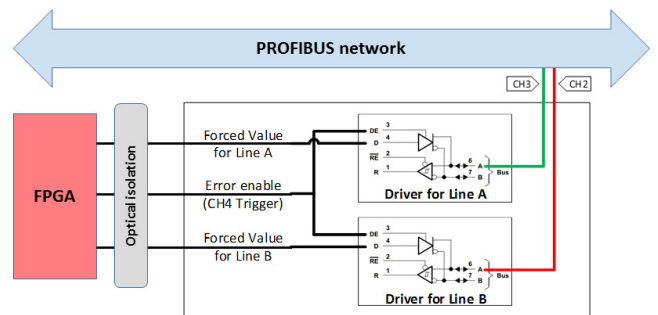 PROFIBUS network
CH3
CH2
FPGA
Optical isolation
Forced Value
for Line A
Error enable
(CH4 Trigger)
Forced Value
for Line B
DE 3
D 4
RE 2
R 1
6 A
7 B
Bus
Driver for Line A
DE 3
D 4
RE 2
R 1
6 A
7 B
Bus
Driver for Line B